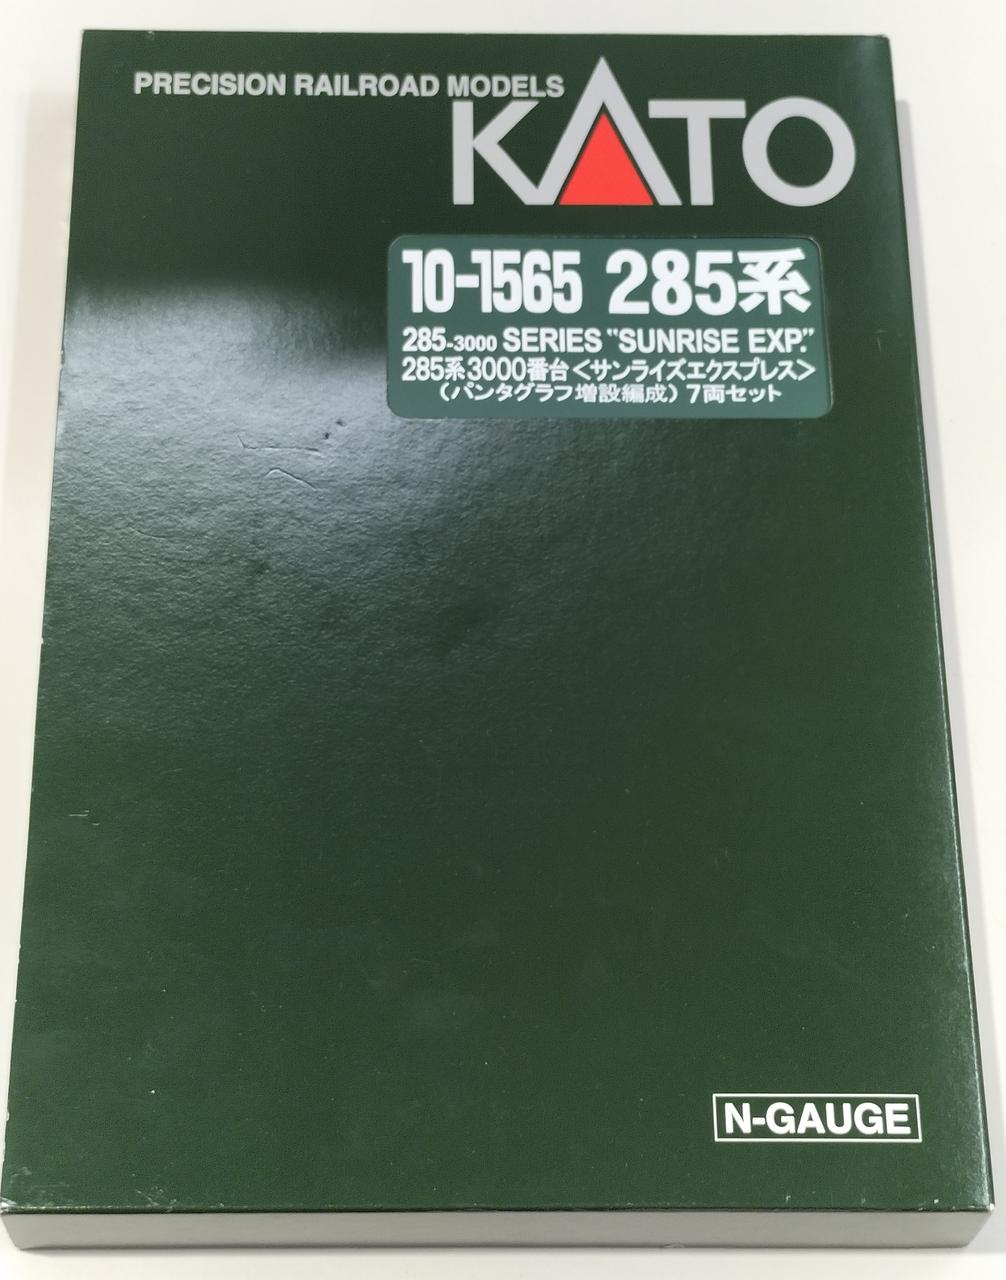 PRECISION RAILROAD MODELS
KATO
10-1565 285系
285-3000 SERIES "SUNRISE EXP."
285系3000番台<サンライズエクスプレス>
(パンタグラフ増設編成) 7両セット
N-GAUGE